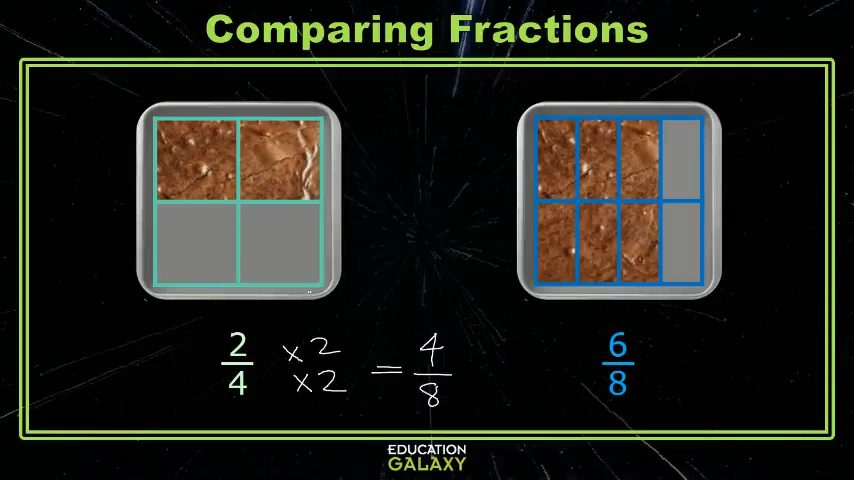 Comparing Fractions
2/4 ×2/×2 = 4/8
6/8
EDUCATION
GALAXY